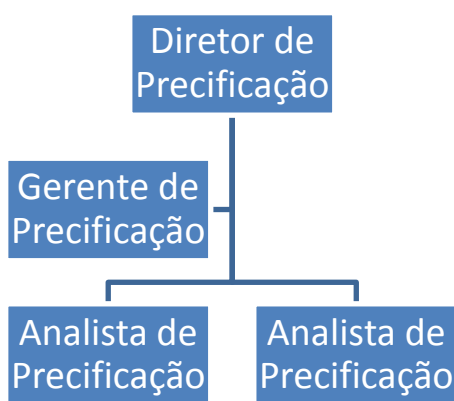 Diretor de
Precificação
Gerente de
Precificação
Analista de
Precificação
Analista de
Precificação